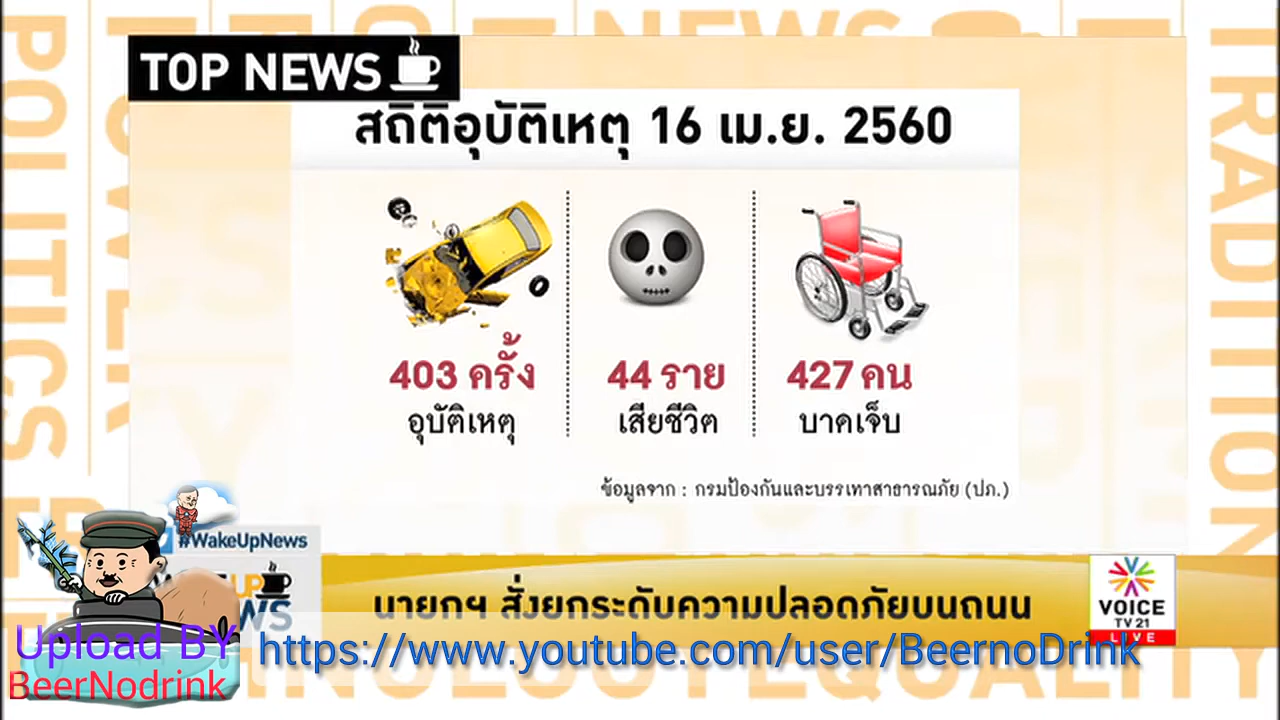 TOP NEWS
สถิติอุบัติเหตุ 16 เม.ย. 2560
403 ครั้ง
อุบัติเหตุ
44 ราย
เสียชีวิต
427 คน
บาดเจ็บ
ข้อมูลจาก : กรมป้องกันและบรรเทาสาธารณภัย (ปภ.)
#WakeUpNews
นายกฯ สั่งยกระดับความปลอดภัยบนถนน
VOICE
TV 21
LIVE
Upload BY
BeerNodrink
https://www.youtube.com/user/BeernoDrink
POLITICS
POWER
TRADITION
EQUALITY